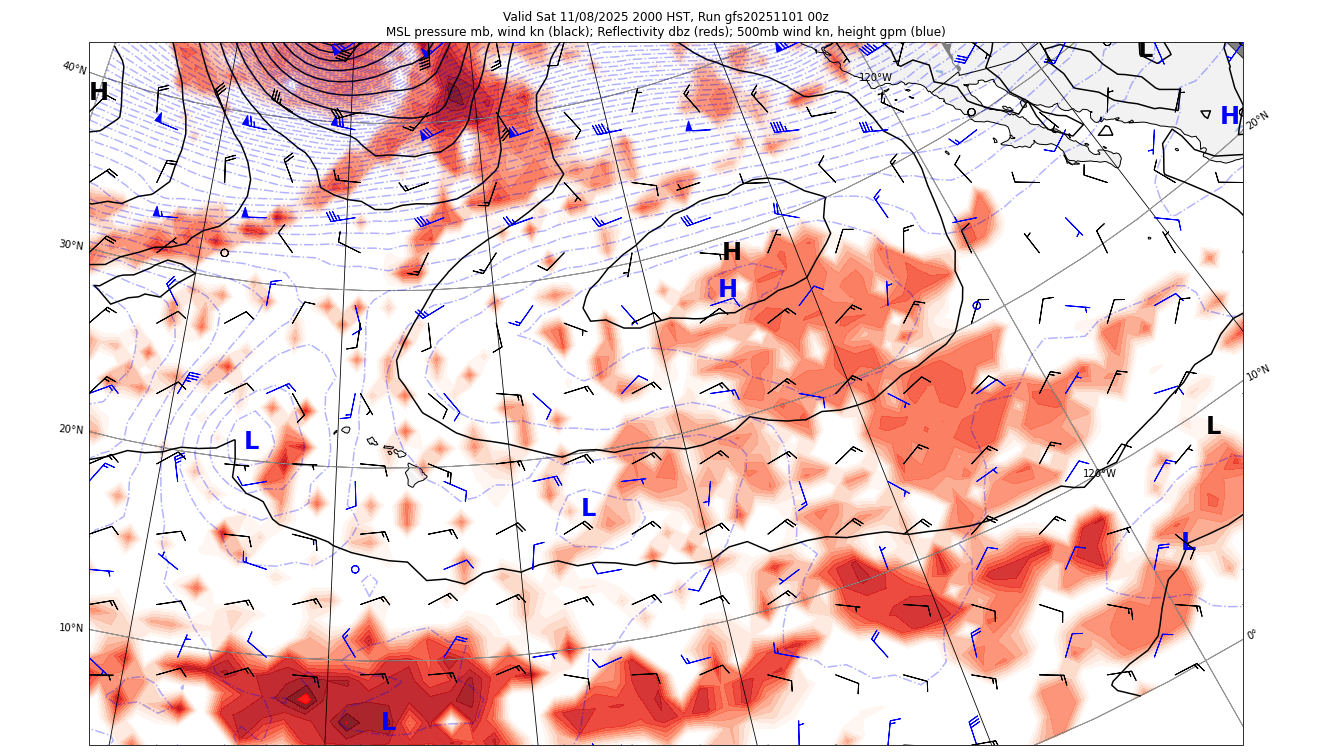 Valid Sat 11/08/2025 2000 HST, Run gfs20251101 00z
MSL pressure mb, wind kn (black); Reflectivity dbz (reds); 500mb wind kn, height gpm (blue)
L
40°N
120°W
H
H
20°N
30°N
H
H
10°N
20°N
L
L
120°W
L
L
10°N
0°
L